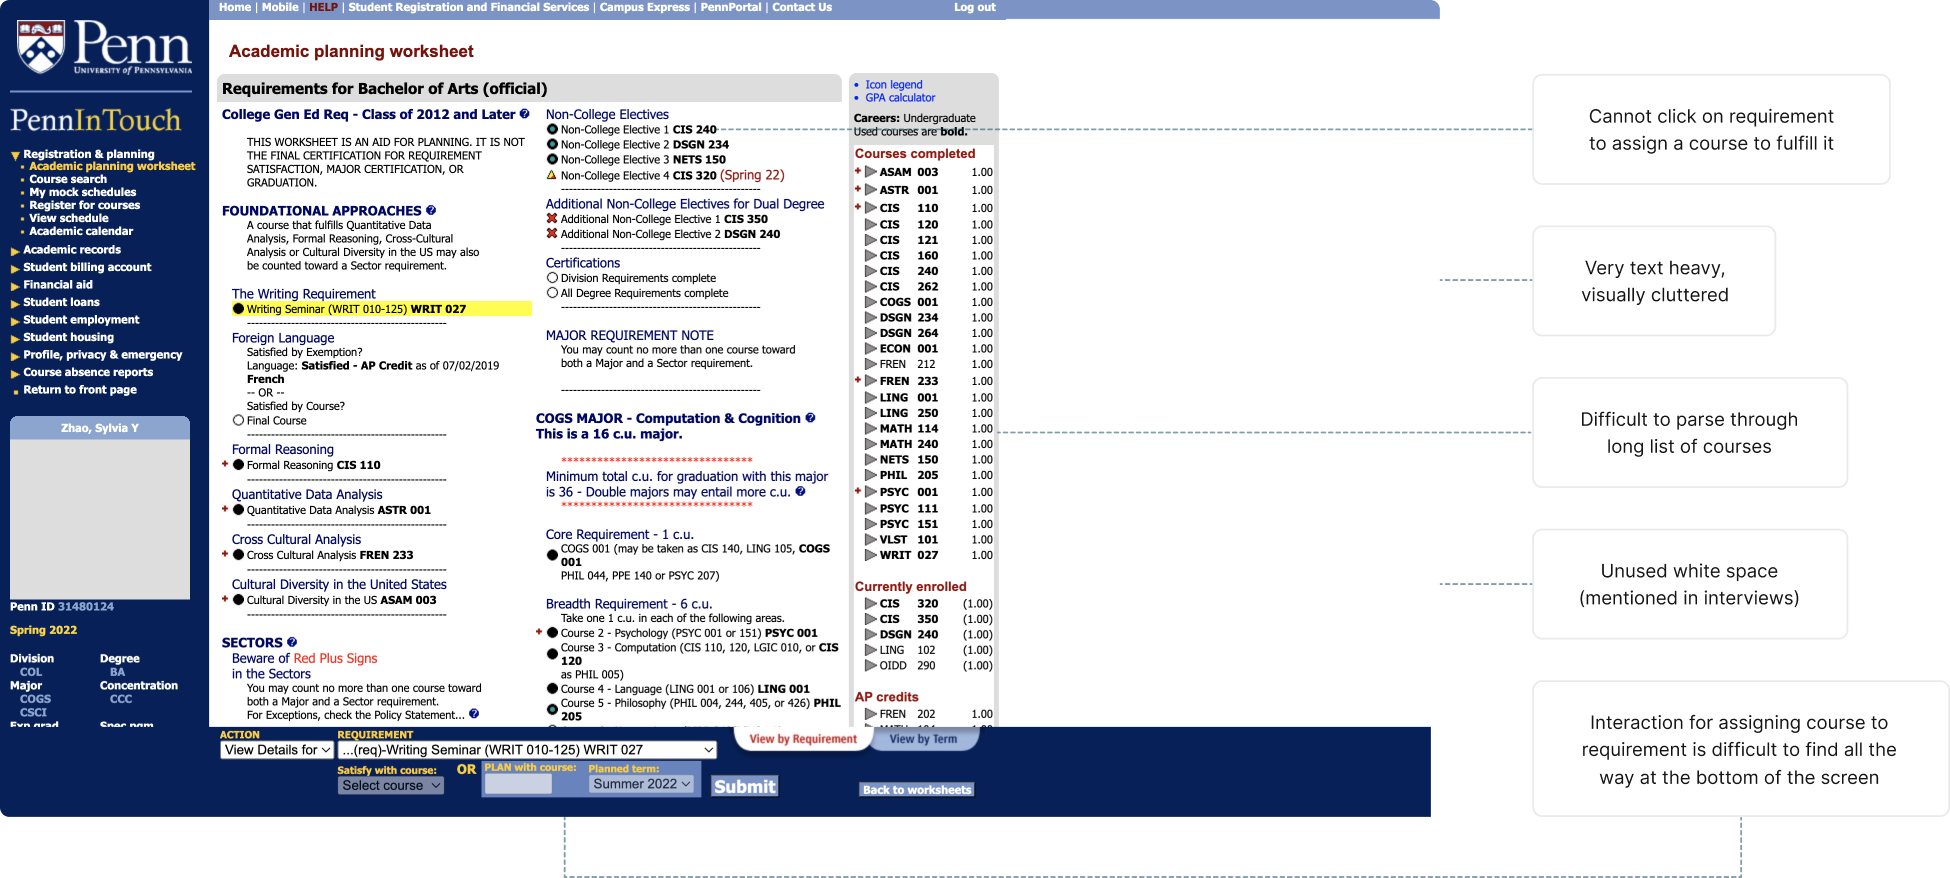 Home | Mobile | HELP | Student Registration and Financial Services | Campus Express | PennPortal | Contact Us
Log out
Penn
UNIVERSITY of PENNSYLVANIA
PennInTouch
Registration & planning
Academic planning worksheet
Course search
My mock schedules
Register for courses
View schedule
Academic calendar
Academic records
Student billing account
Financial aid
Student loans
Student employment
Student housing
Profile, privacy & emergency
Course absence reports
Return to front page
Zhao, Sylvia Y
Penn ID 31480124
Spring 2022
Division Degree
COL BA
Major Concentration
COGS CCC
CSCI
Exp grad Spec pgm
Academic planning worksheet
Requirements for Bachelor of Arts (official)
College Gen Ed Req - Class of 2012 and Later
THIS WORKSHEET IS AN AID FOR PLANNING. IT IS NOT
THE FINAL CERTIFICATION FOR REQUIREMENT
SATISFACTION, MAJOR CERTIFICATION, OR
GRADUATION.
FOUNDATIONAL APPROACHES
A course that fulfills Quantitative Data
Analysis, Formal Reasoning, Cross-Cultural
Analysis or Cultural Diversity in the US may also
be counted toward a Sector requirement.
The Writing Requirement
Writing Seminar (WRIT 010-125) WRIT 027
--------------------------------------------------
Foreign Language
Satisfied by Exemption?
Language: Satisfied - AP Credit as of 07/02/2019
French
-- OR --
Satisfied by Course?
Final Course
--------------------------------------------------
Formal Reasoning
+ Formal Reasoning CIS 110
--------------------------------------------------
Quantitative Data Analysis
+ Quantitative Data Analysis ASTR 001
--------------------------------------------------
Cross Cultural Analysis
+ Cross Cultural Analysis FREN 233
--------------------------------------------------
Cultural Diversity in the United States
+ Cultural Diversity in the US ASAM 003
--------------------------------------------------
SECTORS
Beware of Red Plus Signs
in the Sectors
You may count no more than one course toward
both a Major and a Sector requirement.
For Exceptions, check the Policy Statement...
Non-College Electives
Non-College Elective 1 CIS 240
Non-College Elective 2 DSGN 234
Non-College Elective 3 NETS 150
Non-College Elective 4 CIS 320 (Spring 22)
--------------------------------------------------
Additional Non-College Electives for Dual Degree
Additional Non-College Elective 1 CIS 350
Additional Non-College Elective 2 DSGN 240
--------------------------------------------------
Certifications
Division Requirements complete
All Degree Requirements complete
--------------------------------------------------
MAJOR REQUIREMENT NOTE
You may count no more than one course toward
both a Major and a Sector requirement.
--------------------------------------------------
COGS MAJOR - Computation & Cognition
This is a 16 c.u. major.
********************************
Minimum total c.u. for graduation with this major
is 36 - Double majors may entail more c.u.
********************************
Core Requirement - 1 c.u.
COGS 001 (may be taken as CIS 140, LING 105, COGS
001
PHIL 044, PPE 140 or PSYC 207)
Breadth Requirement - 6 c.u.
Take one 1 c.u. in each of the following areas.
+ Course 2 - Psychology (PSYC 001 or 151) PSYC 001
Course 3 - Computation (CIS 110, 120, LGIC 010, or CIS
120
as PHIL 005)
Course 4 - Language (LING 001 or 106) LING 001
Course 5 - Philosophy (PHIL 004, 244, 405, or 426) PHIL
205
Icon legend
GPA calculator
Careers: Undergraduate
Used courses are bold.
Courses completed
+ ASAM 003 1.00
+ ASTR 001 1.00
+ CIS 110 1.00
CIS 120 1.00
CIS 121 1.00
CIS 160 1.00
CIS 240 1.00
CIS 262 1.00
COGS 001 1.00
DSGN 234 1.00
DSGN 264 1.00
ECON 001 1.00
FREN 212 1.00
+ FREN 233 1.00
LING 001 1.00
LING 250 1.00
MATH 114 1.00
MATH 240 1.00
NETS 150 1.00
PHIL 205 1.00
+ PSYC 001 1.00
PSYC 111 1.00
PSYC 151 1.00
VLST 101 1.00
WRIT 027 1.00
Currently enrolled
CIS 320 (1.00)
CIS 350 (1.00)
DSGN 240 (1.00)
LING 102 (1.00)
OIDD 290 (1.00)
AP credits
FREN 202 1.00
ACTION REQUIREMENT
View Details for ...(req)-Writing Seminar (WRIT 010-125) WRIT 027
Satisfy with course: OR PLAN with course: Planned term:
Select course Summer 2022 Submit
View by Requirement View by Term
Back to worksheets
Cannot click on requirement
to assign a course to fulfill it
Very text heavy,
visually cluttered
Difficult to parse through
long list of courses
Unused white space
(mentioned in interviews)
Interaction for assigning course to
requirement is difficult to find all the
way at the bottom of the screen